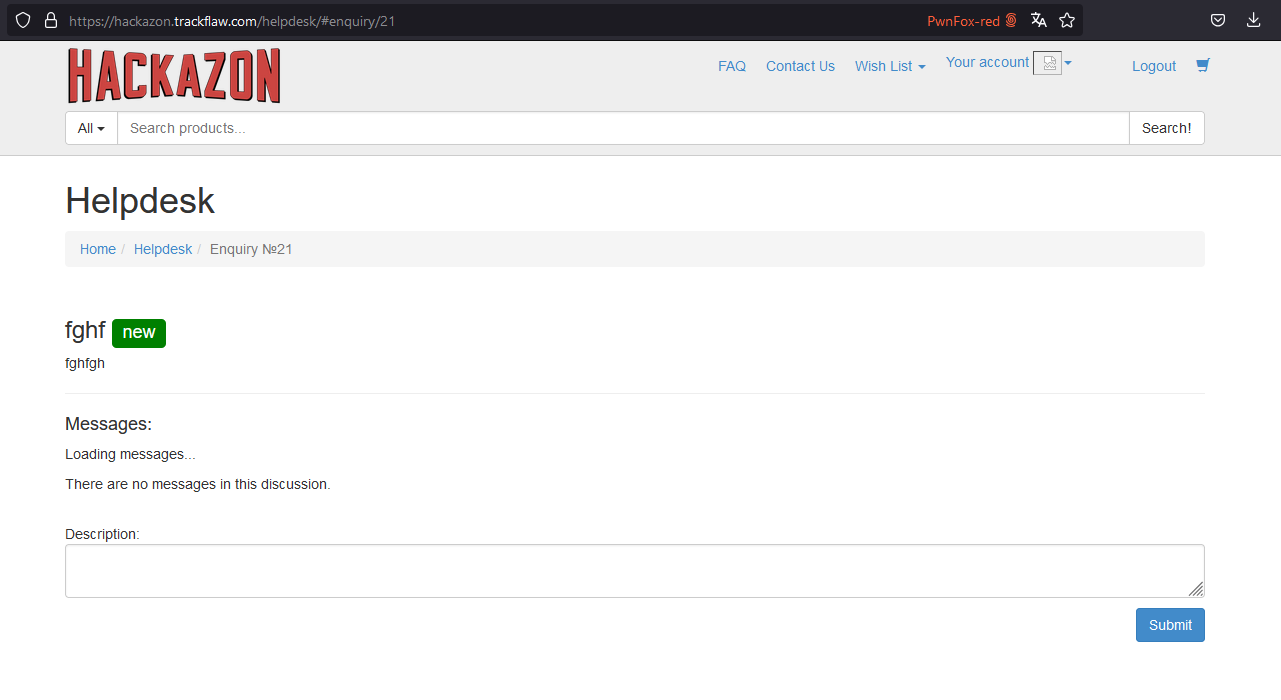 https://hackazon.trackflaw.com/helpdesk/#enquiry/21 PwnFox-red
HACKAZON
FAQ Contact Us Wish List Your account Logout
All Search products... Search!
Helpdesk
Home / Helpdesk / Enquiry №21
fghf new
fghfgh
Messages:
Loading messages...
There are no messages in this discussion.
Description:
Submit